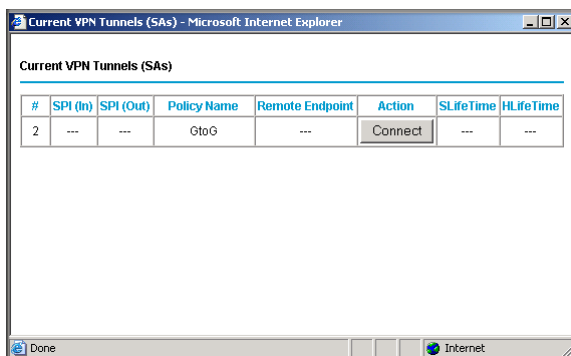 Current VPN Tunnels (SAs) - Microsoft Internet Explorer
Current VPN Tunnels (SAs)
# SPI (In) SPI (Out) Policy Name Remote Endpoint Action SLifeTime HLifeTime
2 --- --- GtoG --- Connect --- ---
Done Internet